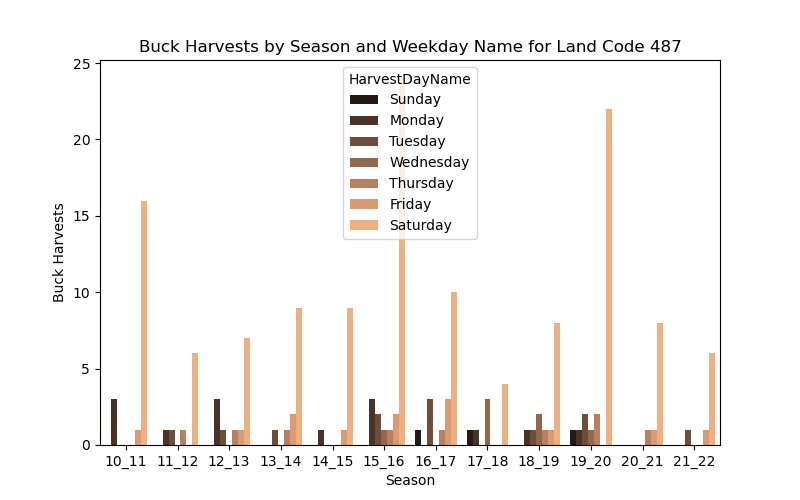 Buck Harvests by Season and Weekday Name for Land Code 487
25
20
15
10
5
0
Buck Harvests
HarvestDayName
Sunday
Monday
Tuesday
Wednesday
Thursday
Friday
Saturday
10_11 11_12 12_13 13_14 14_15 15_16 16_17 17_18 18_19 19_20 20_21 21_22
Season